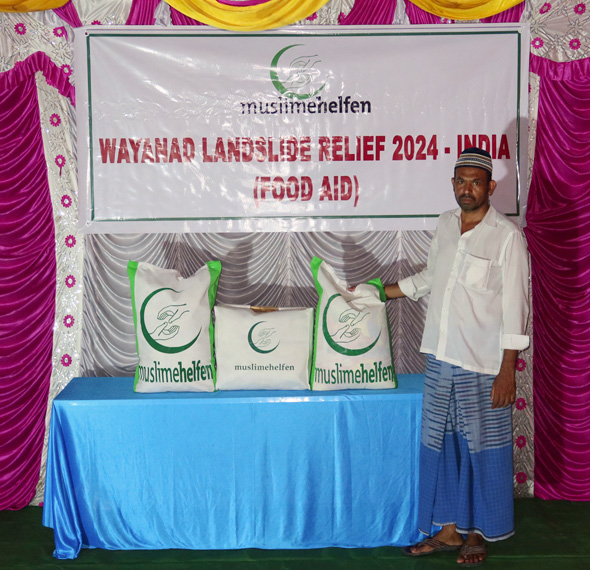 muslimehelfen
WAYANAD LANDSLIDE RELIEF 2024 - INDIA
(FOOD AID)
muslimehelfen
muslimehelfen
muslimehelfen